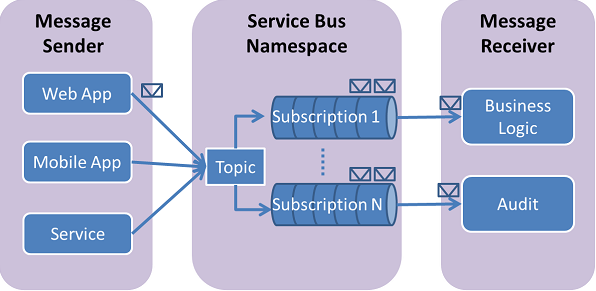 Message
Sender
Web App
Mobile App
Service
Service Bus
Namespace
Topic
Subscription 1
Subscription N
Message
Receiver
Business
Logic
Audit